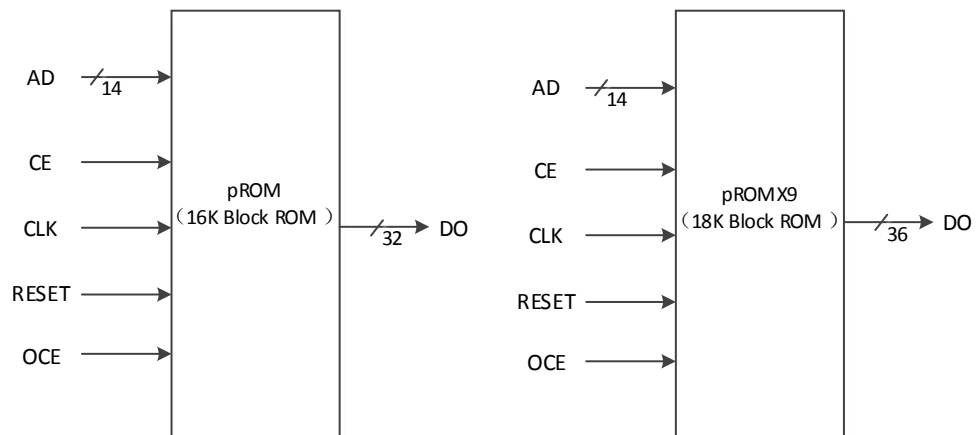 AD
14
CE
CLK
RESET
OCE
pROM
（16K Block ROM ）
32
DO
AD
14
CE
CLK
RESET
OCE
pROMX9
（18K Block ROM ）
36
DO